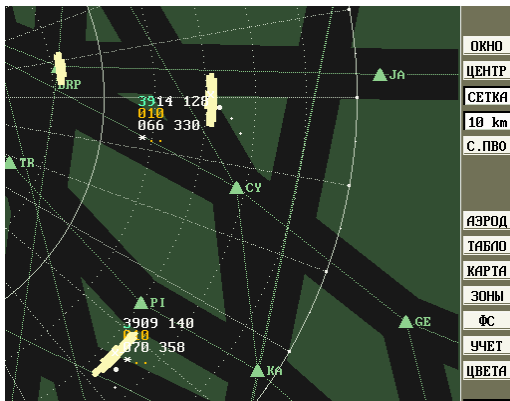 DRP
JA
3914 128
010
066 330
TR
CY
PI
3909 140
010
070 358
GE
KA
ОКНО
ЦЕНТР
СЕТКА
10 km
С.ПВО
АЭРОД
ТАБЛО
КАРТА
ЗОНЫ
ФС
УЧЕТ
ЦВЕТА